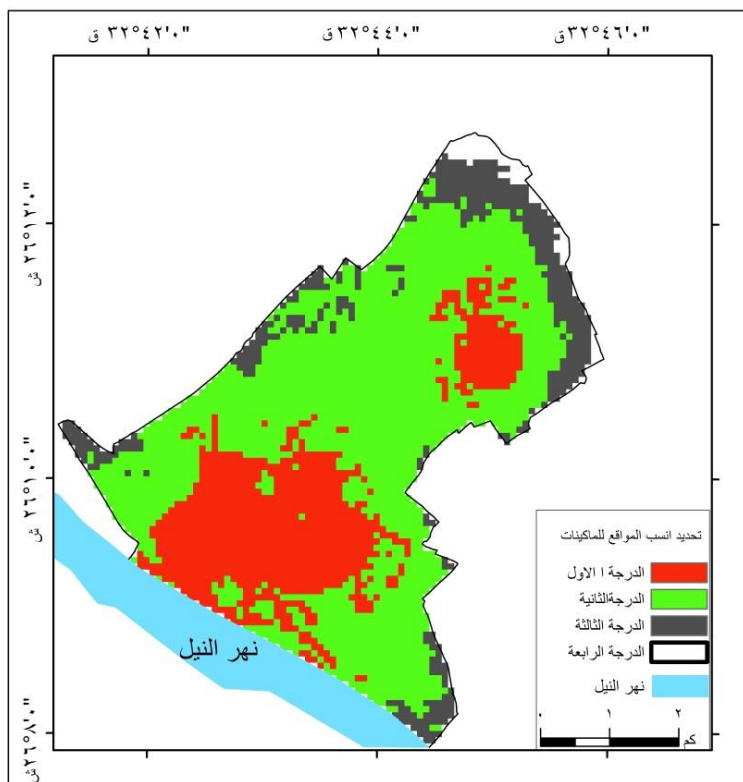 ٣٢°٤٢'٠" ق
٣٢°٤٤'٠" ق
٣٢°٤٦'٠" ق
٢٦°١٢'٠" ش
٢٦°١٠'٠" ش
٢٦°٨'٠" ش
نهر النيل
تحديد انسب المواقع للماكينات
الدرجة ا الاول
الدرجةالثانية
الدرجة الثالثة
الدرجة الرابعة
نهر النيل
٠ ١ ٢
كم